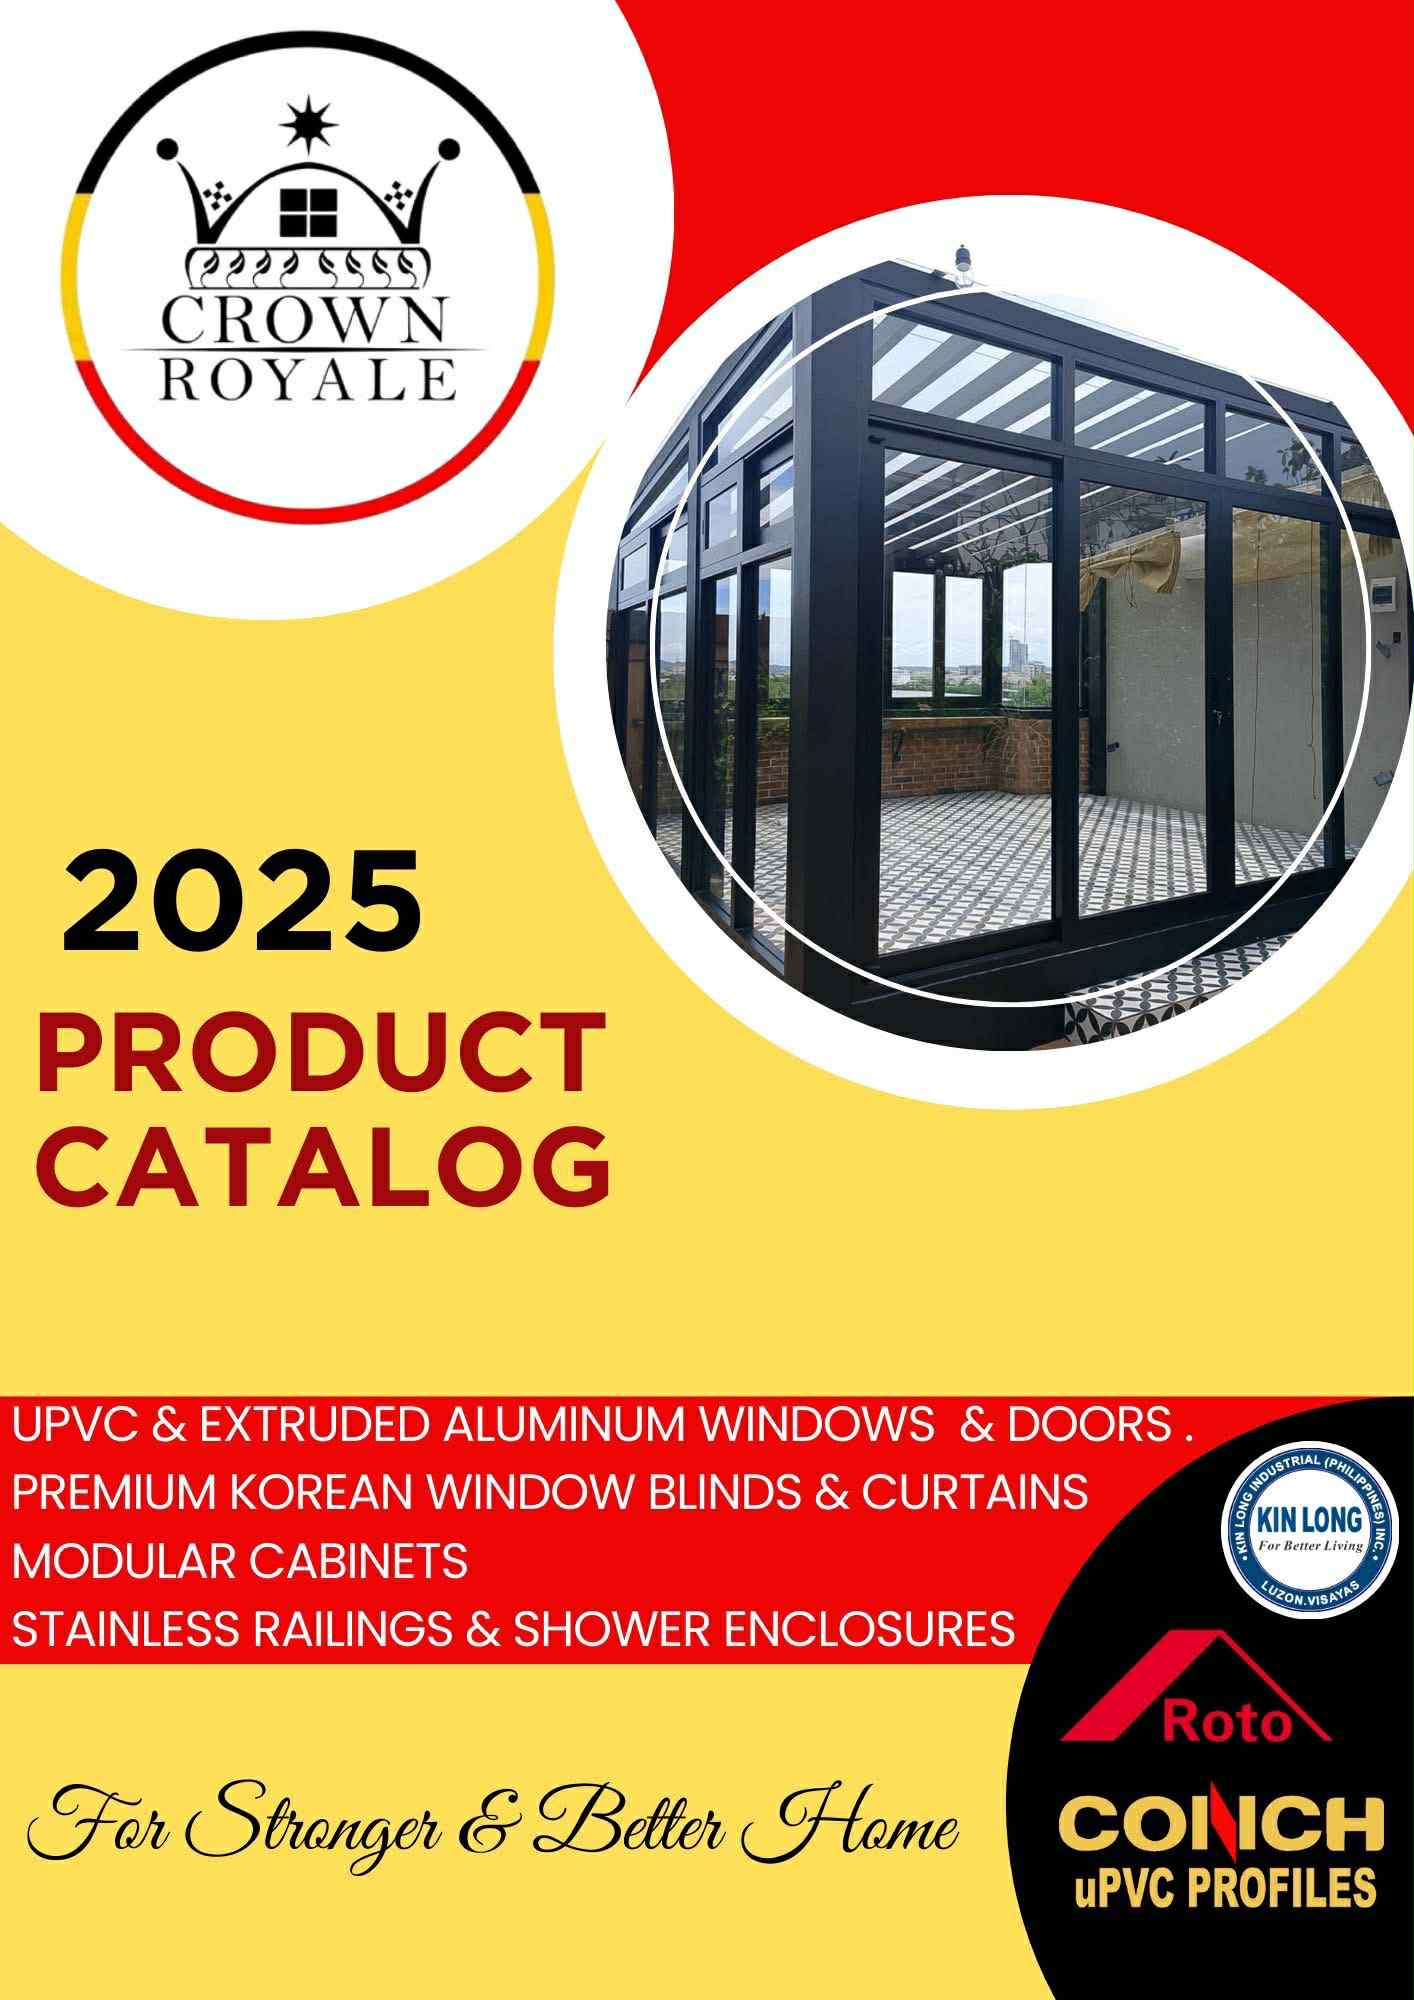 CROWN
ROYALE
2025
PRODUCT
CATALOG
UPVC & EXTRUDED ALUMINUM WINDOWS & DOORS .
PREMIUM KOREAN WINDOW BLINDS & CURTAINS
MODULAR CABINETS
STAINLESS RAILINGS & SHOWER ENCLOSURES
KIN LONG INDUSTRIAL (PHILIPPINES) INC.
KIN LONG
For Better Living
LUZON.VISAYAS
Roto
CONCH
uPVC PROFILES
For Stronger & Better Home